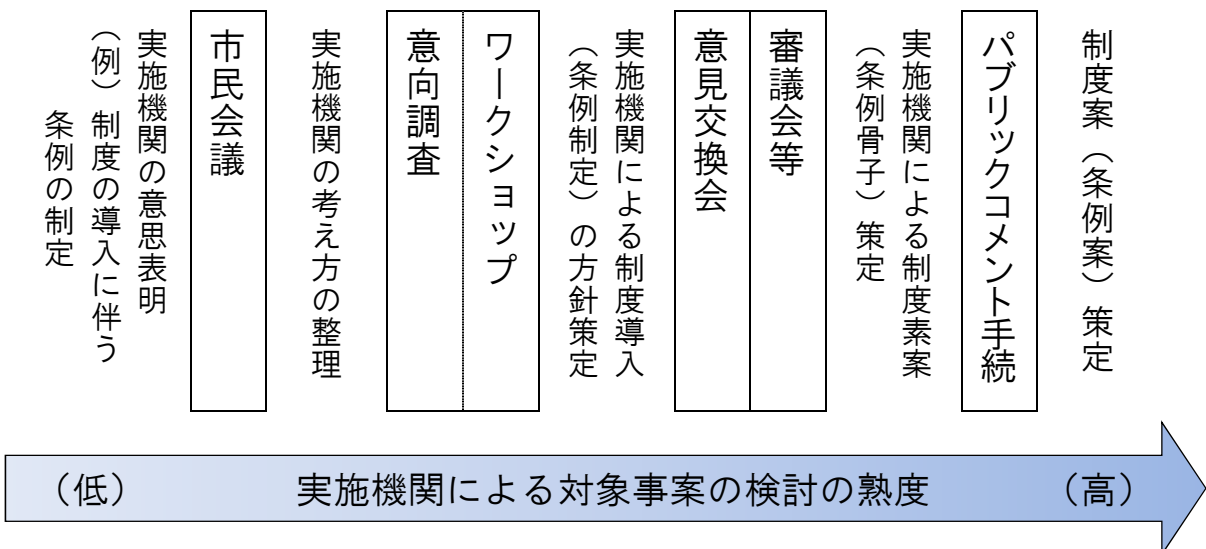 実施機関の意思表明
（例）制度の導入に伴う
条例の制定
市民会議
実施機関の考え方の整理
意向調査
ワークショップ
実施機関による制度導入
（条例制定）の方針策定
意見交換会
審議会等
実施機関による制度素案
（条例骨子）策定
パブリックコメント手続
制度案（条例案）策定
（低）　実施機関による対象事案の検討の熟度　（高）